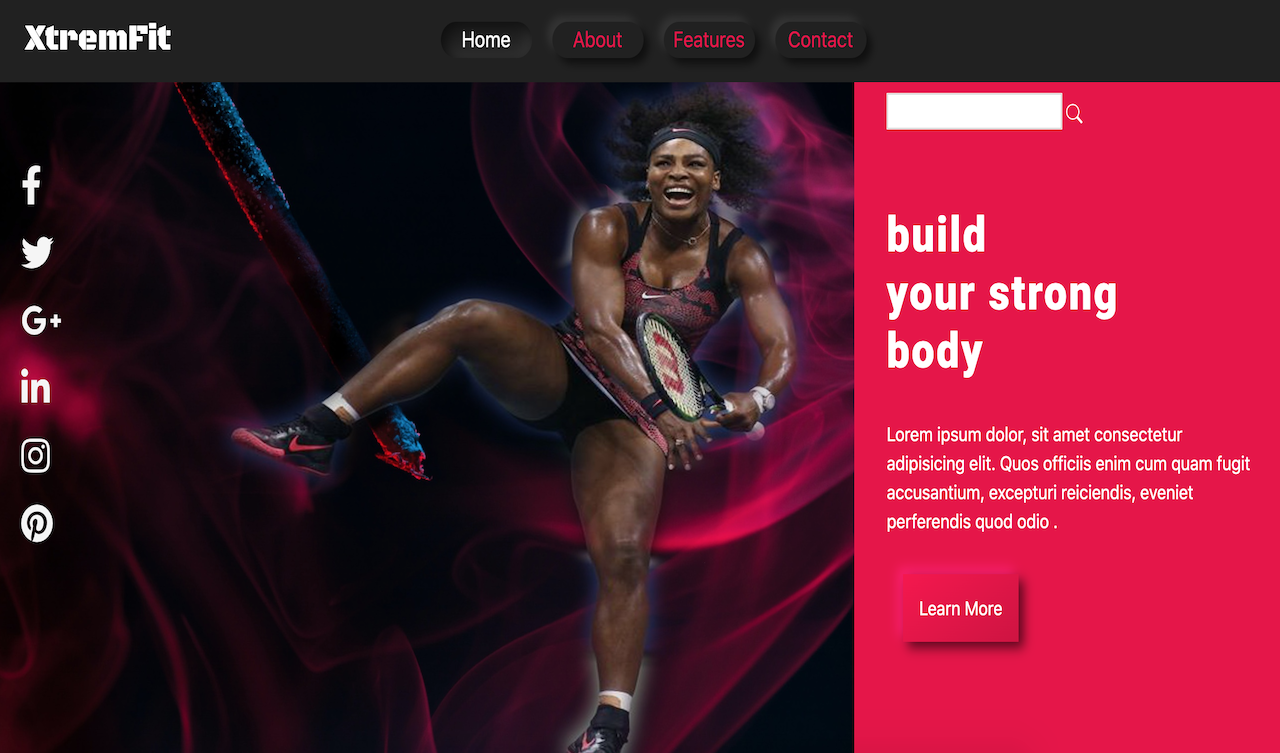 XtremFit
Home
About
Features
Contact
build
your strong
body
Lorem ipsum dolor, sit amet consectetur
adipisicing elit. Quos officiis enim cum quam fugit
accusantium, excepturi reiciendis, eveniet
perferendis quod odio .
Learn More